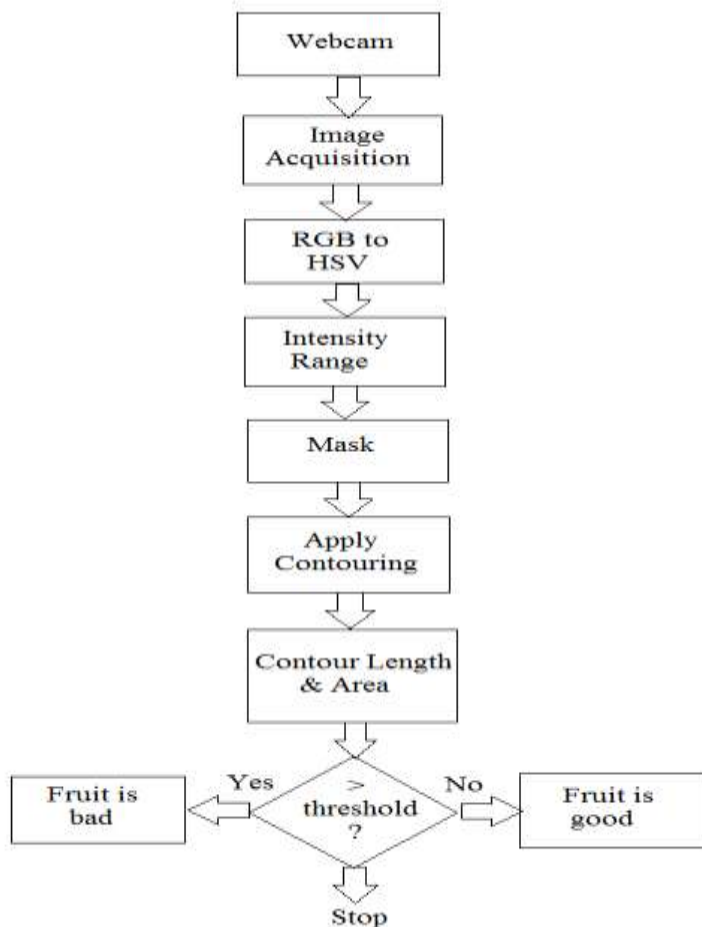 Webcam
Image
Acquisition
RGB to
HSV
Intensity
Range
Mask
Apply
Contouring
Contour Length
& Area
Yes
>
threshold
?
No
Fruit is
bad
Fruit is
good
Stop